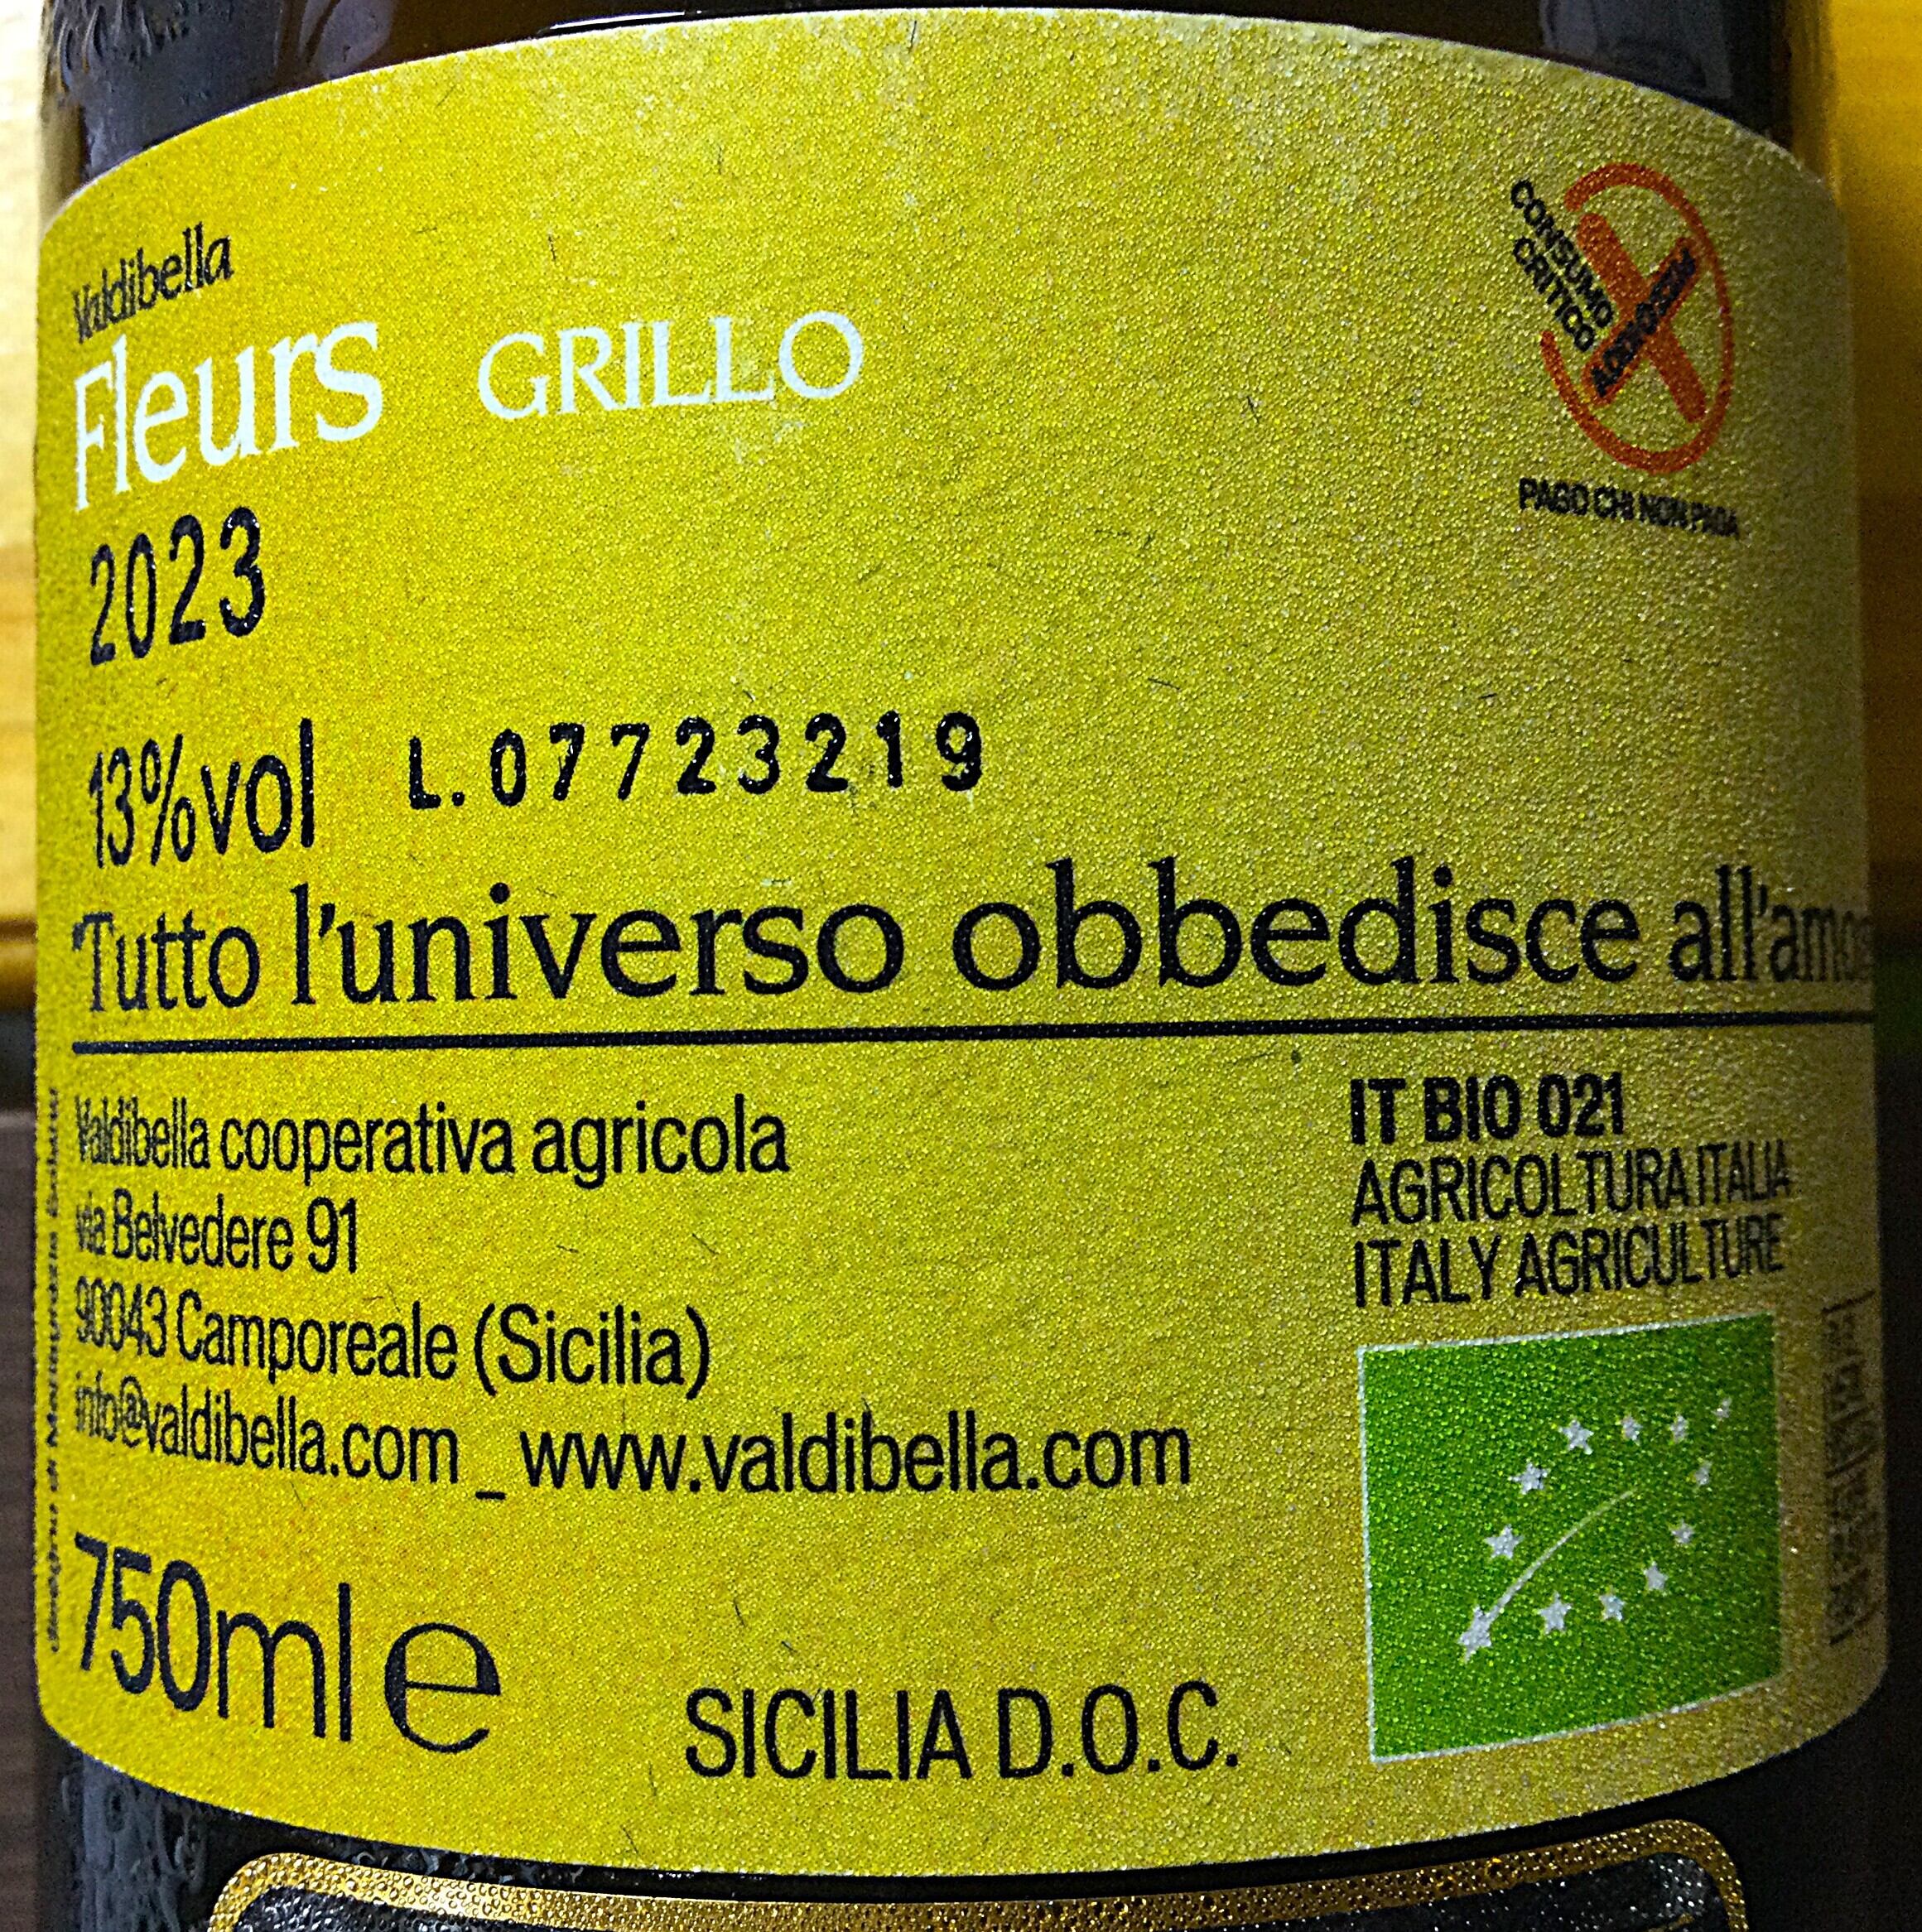 Valdibella
Fleurs GRILLO
2023
CONSUMO
CRITICO
ADDIOPIZZO
PAGO CHI NON PAGA
13%vol L.07723219
Tutto l'universo obbedisce
Valdibella cooperativa agricola
via Belvedere 91
90043 Camporeale (Sicilia)
info@valdibella.com _ www.valdibella.com
IT BIO 021
AGRICOLTURA ITALIA
ITALY AGRICULTURE
750ml e
SICILIA D.O.C.
disegno di